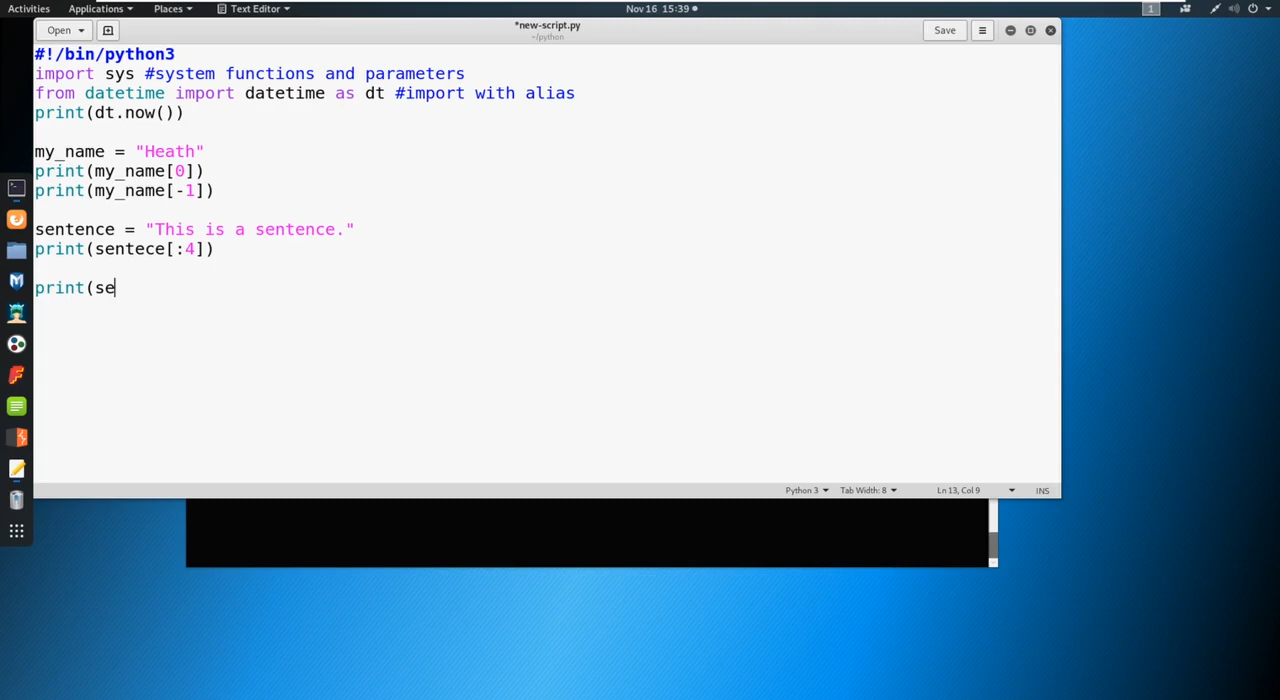 Activities Applications Places Text Editor Nov 16 15:39 1
Open *newscript.py Save
~/python
#!/bin/python3
import sys #system functions and parameters
from datetime import datetime as dt #import with alias
print(dt.now())
my_name = "Heath"
print(my_name[0])
print(my_name[-1])
sentence = "This is a sentence."
print(sentece[:4])
print(se
Python 3 Tab Width: 8 Ln 13, Col 9 INS